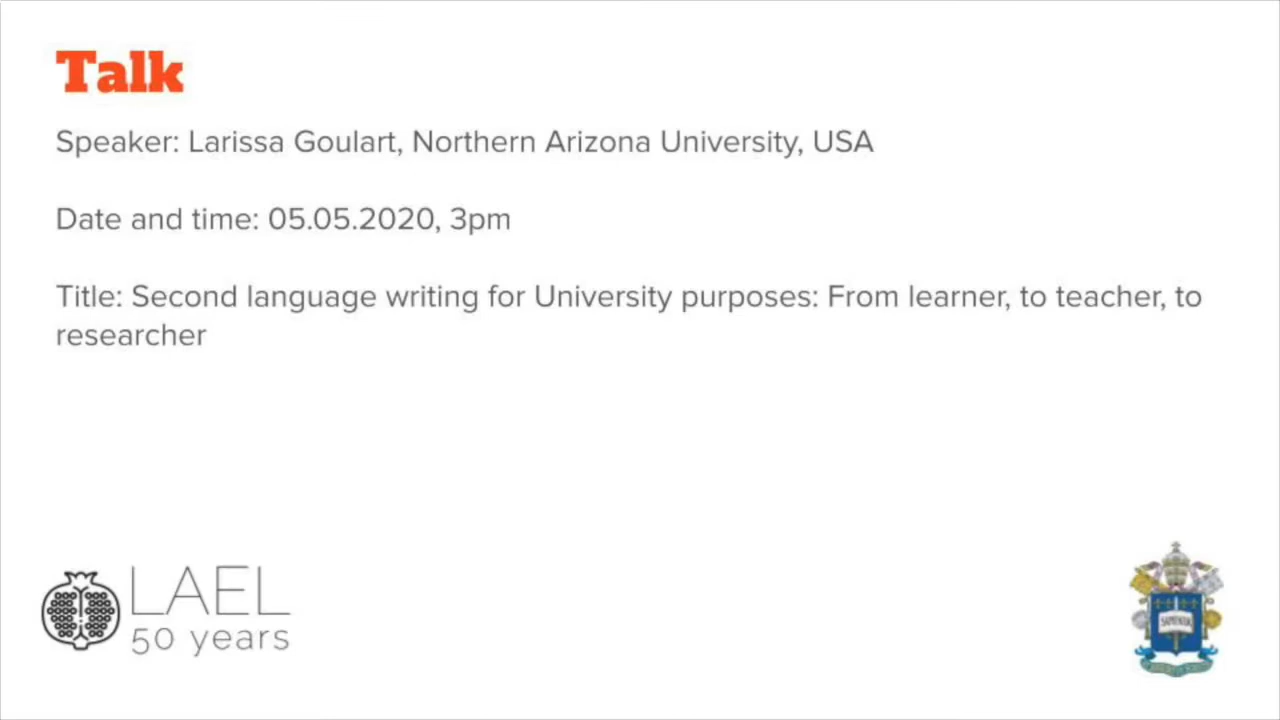 Talk
Speaker: Larissa Goulart, Northern Arizona University, USA
Date and time: 05.05.2020, 3pm
Title: Second language writing for University purposes: From learner, to teacher, to
researcher
LAEL
50 years